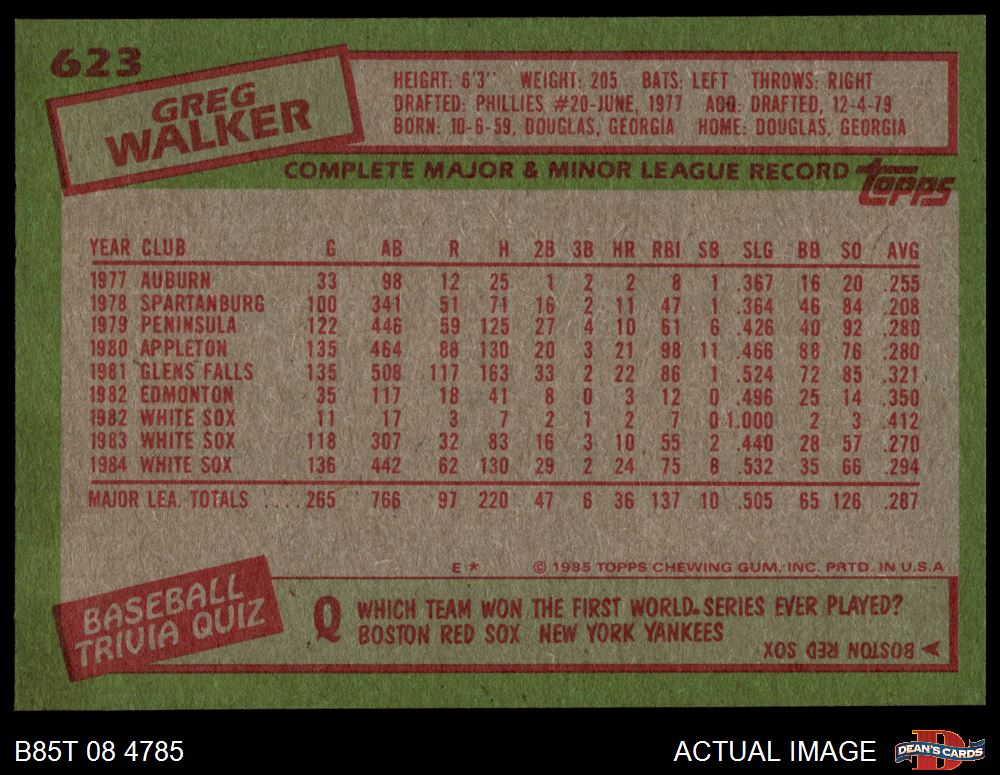 623
GREG
WALKER
HEIGHT: 6'3" WEIGHT: 205 BATS: LEFT THROWS: RIGHT
DRAFTED: PHILLIES #20-JUNE, 1977 ACQ: DRAFTED, 12-4-79
BORN: 10-6-59, DOUGLAS, GEORGIA HOME: DOUGLAS, GEORGIA
COMPLETE MAJOR & MINOR LEAGUE RECORD topps
YEAR CLUB G AB R H 2B 3B HR RBI SB SLG BB SO AVG
1977 AUBURN 33 98 12 25 1 2 2 8 1 .367 16 20 .255
1978 SPARTANBURG 100 341 51 71 16 2 11 47 1 .364 46 84 .208
1979 PENINSULA 122 446 59 125 27 4 10 61 6 .426 40 92 .280
1980 APPLETON 135 464 88 130 20 3 21 98 11 .466 88 76 .280
1981 GLENS FALLS 135 508 117 163 33 2 22 86 1 .524 72 85 .321
1982 EDMONTON 35 117 18 41 8 0 3 12 0 .496 25 14 .350
1982 WHITE SOX 11 17 3 7 2 1 2 7 0 1.000 2 3 .412
1983 WHITE SOX 118 307 32 83 16 3 10 55 2 .440 28 57 .270
1984 WHITE SOX 136 442 62 130 29 2 24 75 8 .532 35 66 .294
MAJOR LEA. TOTALS ....265 766 97 220 47 6 36 137 10 .505 65 126 .287
E * © 1985 TOPPS CHEWING GUM, INC. PRTD. IN U.S.A
BASEBALL
TRIVIA QUIZ
Q WHICH TEAM WON THE FIRST WORLD SERIES EVER PLAYED?
BOSTON RED SOX NEW YORK YANKEES
BOSTON RED SOX
B85T 08 4785
ACTUAL IMAGE
DEAN'S CARDS